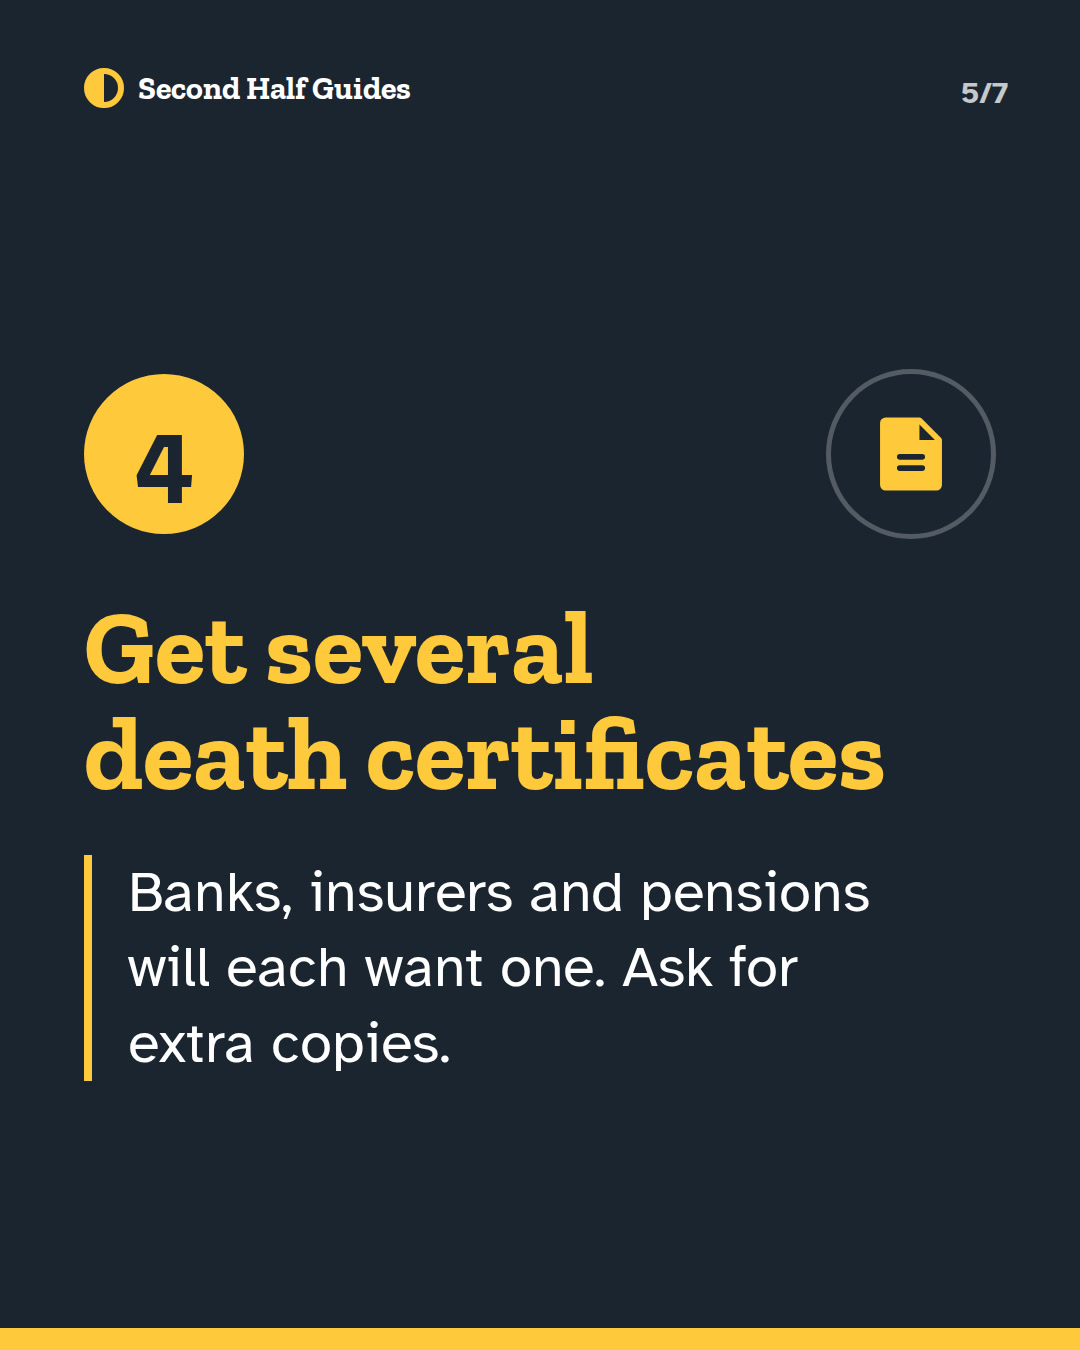 Second Half Guides
5/7
4
Get several
death certificates
Banks, insurers and pensions
will each want one. Ask for
extra copies.